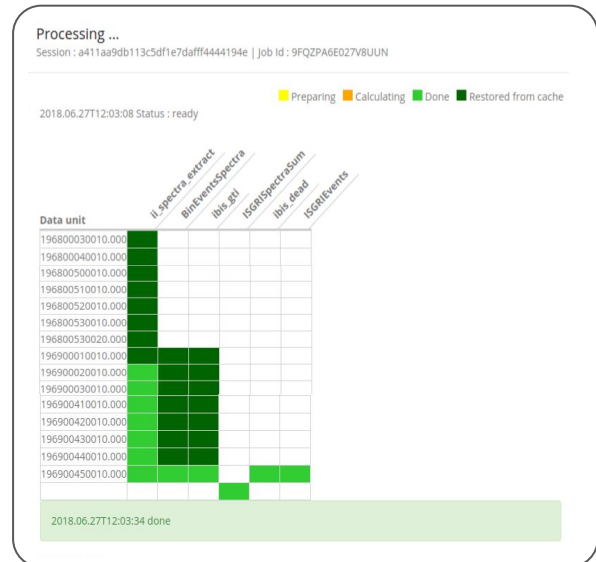 Processing ...
Session : a411aa9db113c5df1e7dafff4444194e | Job Id : 9FQZPA6E027V8UUN
Preparing Calculating Done Restored from cache
2018.06.27T12:03:08 Status : ready
ii_spectra_extract
BinEventsSpectra
ibis_gti
ISGRISpectraSum
ibis_dead
ISGRIEvents
Data unit
196800030010.000
196800040010.000
196800500010.000
196800510010.000
196800520010.000
196800530010.000
196800530020.000
196900010010.000
196900020010.000
196900030010.000
196900410010.000
196900420010.000
196900430010.000
196900440010.000
196900450010.000
2018.06.27T12:03:34 done